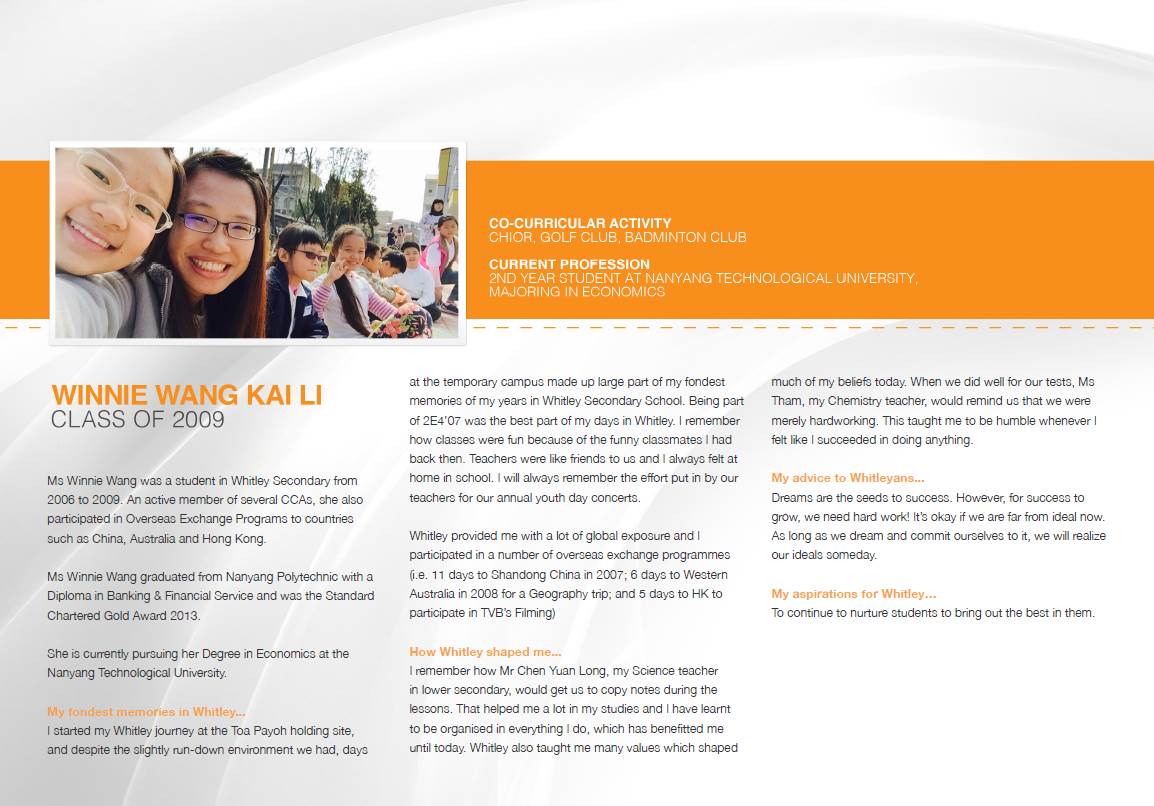 CO-CURRICULAR ACTIVITY
CHIOR, GOLF CLUB, BADMINTON CLUB
CURRENT PROFESSION
2ND YEAR STUDENT AT NANYANG TECHNOLOGICAL UNIVERSITY,
MAJORING IN ECONOMICS
WINNIE WANG KAI LI
CLASS OF 2009
Ms Winnie Wang was a student in Whitley Secondary from
2006 to 2009. An active member of several CCAs, she also
participated in Overseas Exchange Programs to countries
such as China, Australia and Hong Kong.
Ms Winnie Wang graduated from Nanyang Polytechnic with a
Diploma in Banking & Financial Service and was the Standard
Chartered Gold Award 2013.
She is currently pursuing her Degree in Economics at the
Nanyang Technological University.
My fondest memories in Whitley...
I started my Whitley journey at the Toa Payoh holding site,
and despite the slightly run-down environment we had, days
at the temporary campus made up large part of my fondest
memories of my years in Whitley Secondary School. Being part
of 2E4'07 was the best part of my days in Whitley. I remember
how classes were fun because of the funny classmates I had
back then. Teachers were like friends to us and I always felt at
home in school. I will always remember the effort put in by our
teachers for our annual youth day concerts.
Whitley provided me with a lot of global exposure and I
participated in a number of overseas exchange programmes
(i.e. 11 days to Shandong China in 2007; 6 days to Western
Australia in 2008 for a Geography trip; and 5 days to HK to
participate in TVB's Filming)
How Whitley shaped me...
I remember how Mr Chen Yuan Long, my Science teacher
in lower secondary, would get us to copy notes during the
lessons. That helped me a lot in my studies and I have learnt
to be organised in everything I do, which has benefitted me
until today. Whitley also taught me many values which shaped
much of my beliefs today. When we did well for our tests, Ms
Tham, my Chemistry teacher, would remind us that we were
merely hardworking. This taught me to be humble whenever I
felt like I succeeded in doing anything.
My advice to Whitleyans...
Dreams are the seeds to success. However, for success to
grow, we need hard work! It's okay if we are far from ideal now.
As long as we dream and commit ourselves to it, we will realize
our ideals someday.
My aspirations for Whitley…
To continue to nurture students to bring out the best in them.